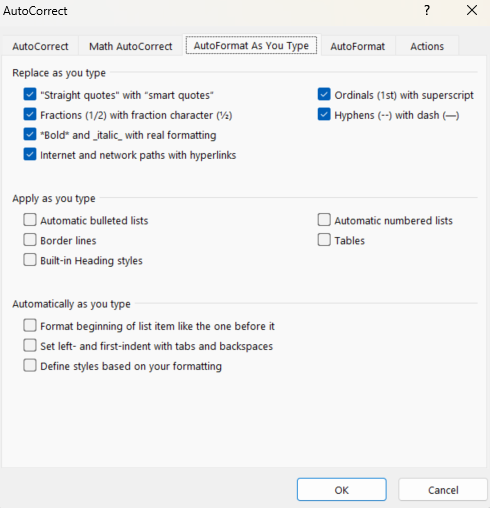 AutoCorrect ? ×
AutoCorrect Math AutoCorrect AutoFormat As You Type AutoFormat Actions
Replace as you type
"Straight quotes" with “smart quotes” Ordinals (1st) with superscript
Fractions (1/2) with fraction character (½) Hyphens (--) with dash (—)
*Bold* and _italic_ with real formatting
Internet and network paths with hyperlinks
Apply as you type
Automatic bulleted lists Automatic numbered lists
Border lines Tables
Built-in Heading styles
Automatically as you type
Format beginning of list item like the one before it
Set left- and first-indent with tabs and backspaces
Define styles based on your formatting
OK Cancel